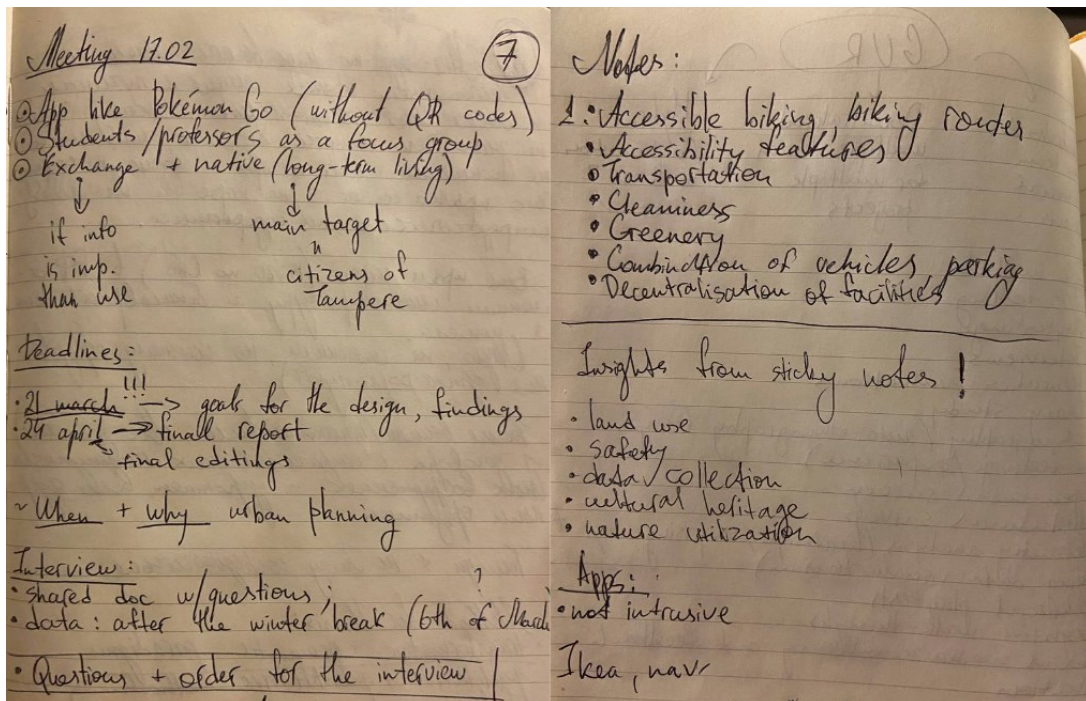 Meeting 17.02
7
⊙ App like Pokémon Go (without QR codes)
⊙ Students/professors as a focus group
⊙ Exchange + native (long-term living)
↓ ↓
if info
is imp.
than use
main target
"
citizens of
Tampere
Deadlines:
!!!
• 21 march → goals for the design, findings
• 24 april → final report
final editings
~ When + why urban planning
Interview:
• shared doc w/questions; ?
• data: after the winter break (6th of March
• Questions + order for the interview
Notes:
1: Accessible biking, biking routes
• Accessibility features
• Transportation
• Cleaniness
• Greenery
• Combination of vehicles, parking
• Decentralisation of facilities
Insights from sticky notes!
• land use
• safety
• data collection
• cultural heritage
• nature utilization
Apps:
• not intrusive
Ikea,